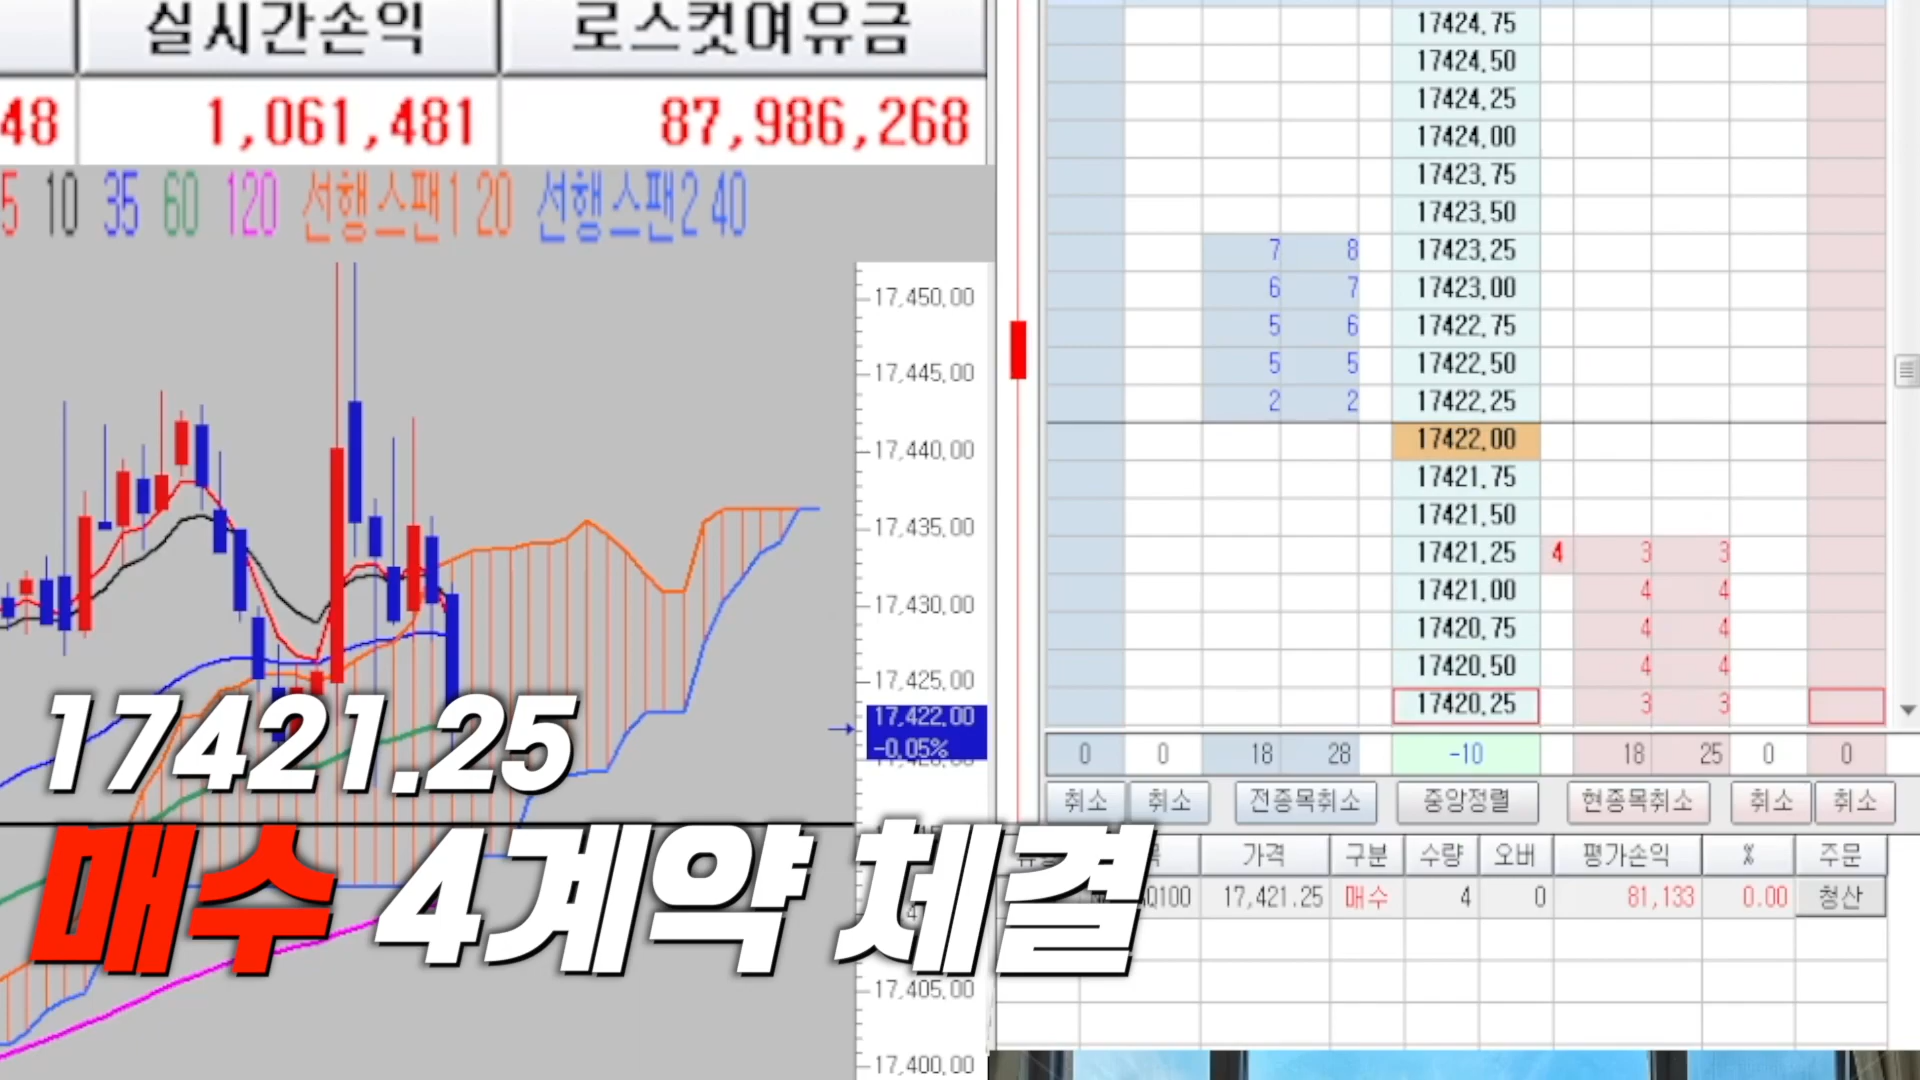 실시간손익 로스컷여유금
48 1,061,481 87,986,268
5 10 35 60 120 선행스팬1 20 선행스팬2 40
17,450.00
17,445.00
17,440.00
17,435.00
17,430.00
17,425.00
17,422.00
-0.05%
17,405.00
17,400.00
17424.75
17424.50
17424.25
17424.00
17423.75
17423.50
7 8 17423.25
6 7 17423.00
5 6 17422.75
5 5 17422.50
2 2 17422.25
17422.00
17421.75
17421.50
17421.25 4 3 3
17421.00 4 4
17420.75 4 4
17420.50 4 4
17420.25 3 3
0 0 18 28 -10 18 25 0 0
취소 취소 전종목취소 중앙정렬 현종목취소 취소 취소
가격 구분 수량 오버 평가손익 % 주문
Q100 17,421.25 매수 4 0 81,133 0.00 청산
17421.25
매수 4계약 체결